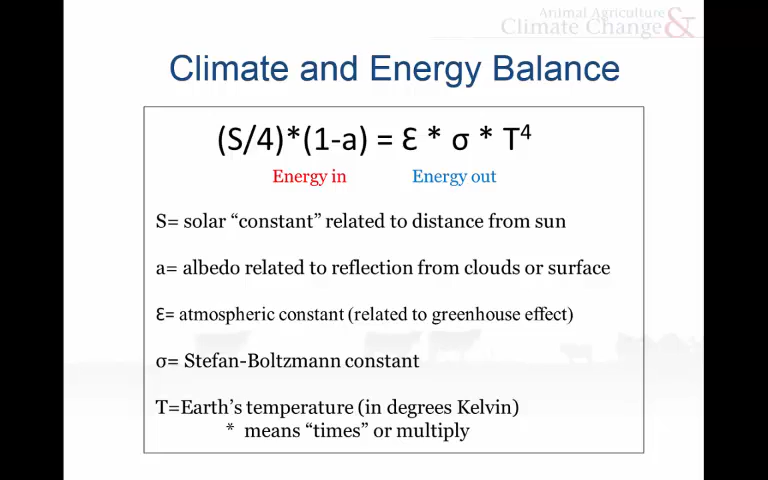 Animal Agriculture
Climate Change &
Climate and Energy Balance
(S/4)*(1-a) = Ɛ * σ * T⁴
Energy in Energy out
S= solar “constant” related to distance from sun
a= albedo related to reflection from clouds or surface
Ɛ= atmospheric constant (related to greenhouse effect)
σ= Stefan-Boltzmann constant
T=Earth’s temperature (in degrees Kelvin)
* means “times” or multiply